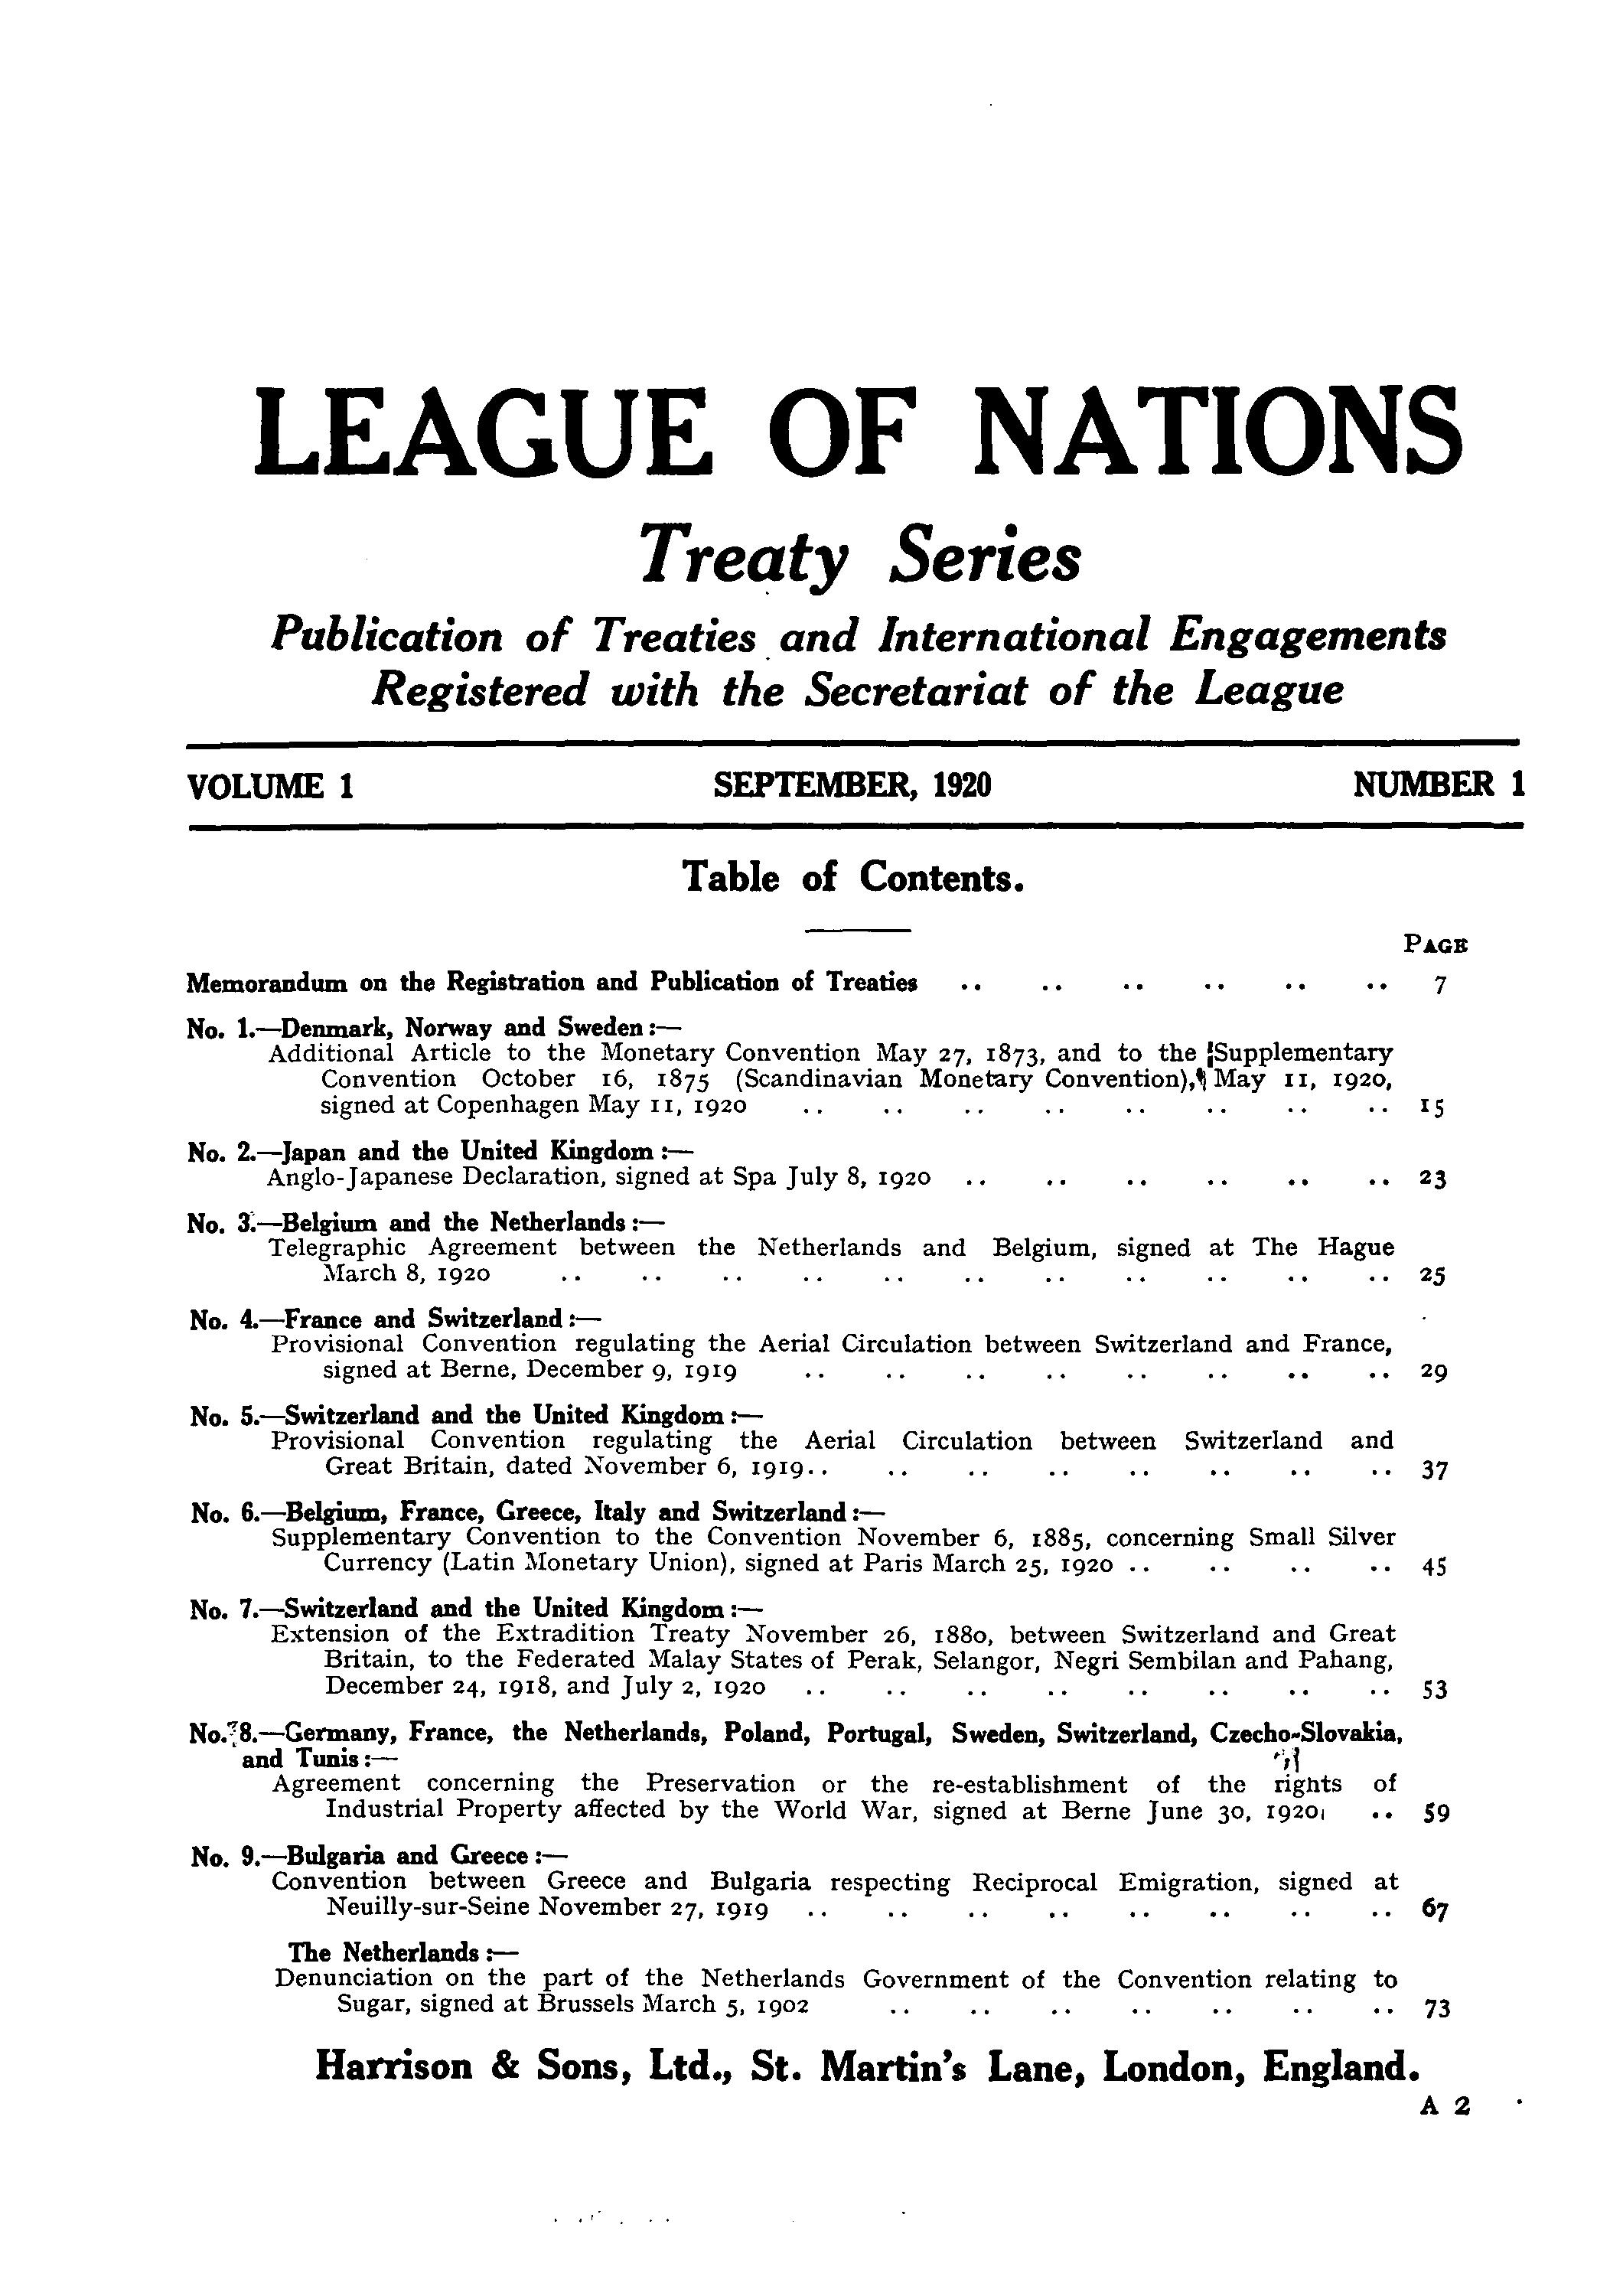 LEAGUE OF NATIONS
Treaty Series
Publication of Treaties and International Engagements
Registered with the Secretariat of the League
VOLUME 1 SEPTEMBER, 1920 NUMBER 1
Table of Contents.
PAGE
Memorandum on the Registration and Publication of Treaties .. .. .. .. .. .. 7
No. 1.—Denmark, Norway and Sweden:—
Additional Article to the Monetary Convention May 27, 1873, and to the Supplementary
Convention October 16, 1875 (Scandinavian Monetary Convention), May 11, 1920,
signed at Copenhagen May 11, 1920 .. .. .. .. .. .. .. .. 15
No. 2.—Japan and the United Kingdom:—
Anglo-Japanese Declaration, signed at Spa July 8, 1920 .. .. .. .. .. .. 23
No. 3.—Belgium and the Netherlands:—
Telegraphic Agreement between the Netherlands and Belgium, signed at The Hague
March 8, 1920 .. .. .. .. .. .. .. .. .. .. .. 25
No. 4.—France and Switzerland:—
Provisional Convention regulating the Aerial Circulation between Switzerland and France,
signed at Berne, December 9, 1919 .. .. .. .. .. .. .. .. 29
No. 5.—Switzerland and the United Kingdom:—
Provisional Convention regulating the Aerial Circulation between Switzerland and
Great Britain, dated November 6, 1919.. .. .. .. .. .. .. .. 37
No. 6.—Belgium, France, Greece, Italy and Switzerland:—
Supplementary Convention to the Convention November 6, 1885, concerning Small Silver
Currency (Latin Monetary Union), signed at Paris March 25, 1920 .. .. .. .. 45
No. 7.—Switzerland and the United Kingdom:—
Extension of the Extradition Treaty November 26, 1880, between Switzerland and Great
Britain, to the Federated Malay States of Perak, Selangor, Negri Sembilan and Pahang,
December 24, 1918, and July 2, 1920 .. .. .. .. .. .. .. .. 53
No. 8.—Germany, France, the Netherlands, Poland, Portugal, Sweden, Switzerland, Czecho-Slovakia,
and Tunis:—
Agreement concerning the Preservation or the re-establishment of the rights of
Industrial Property affected by the World War, signed at Berne June 30, 1920 .. 59
No. 9.—Bulgaria and Greece:—
Convention between Greece and Bulgaria respecting Reciprocal Emigration, signed at
Neuilly-sur-Seine November 27, 1919 .. .. .. .. .. .. .. .. 67
The Netherlands:—
Denunciation on the part of the Netherlands Government of the Convention relating to
Sugar, signed at Brussels March 5, 1902 .. .. .. .. .. .. .. 73
Harrison & Sons, Ltd., St. Martin's Lane, London, England.
A 2